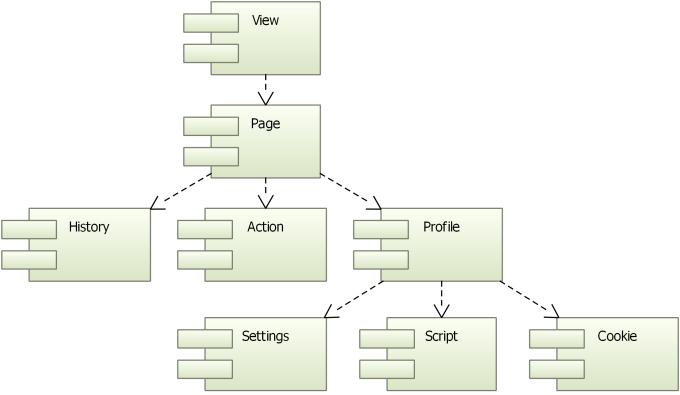 View
Page
History
Action
Profile
Settings
Script
Cookie